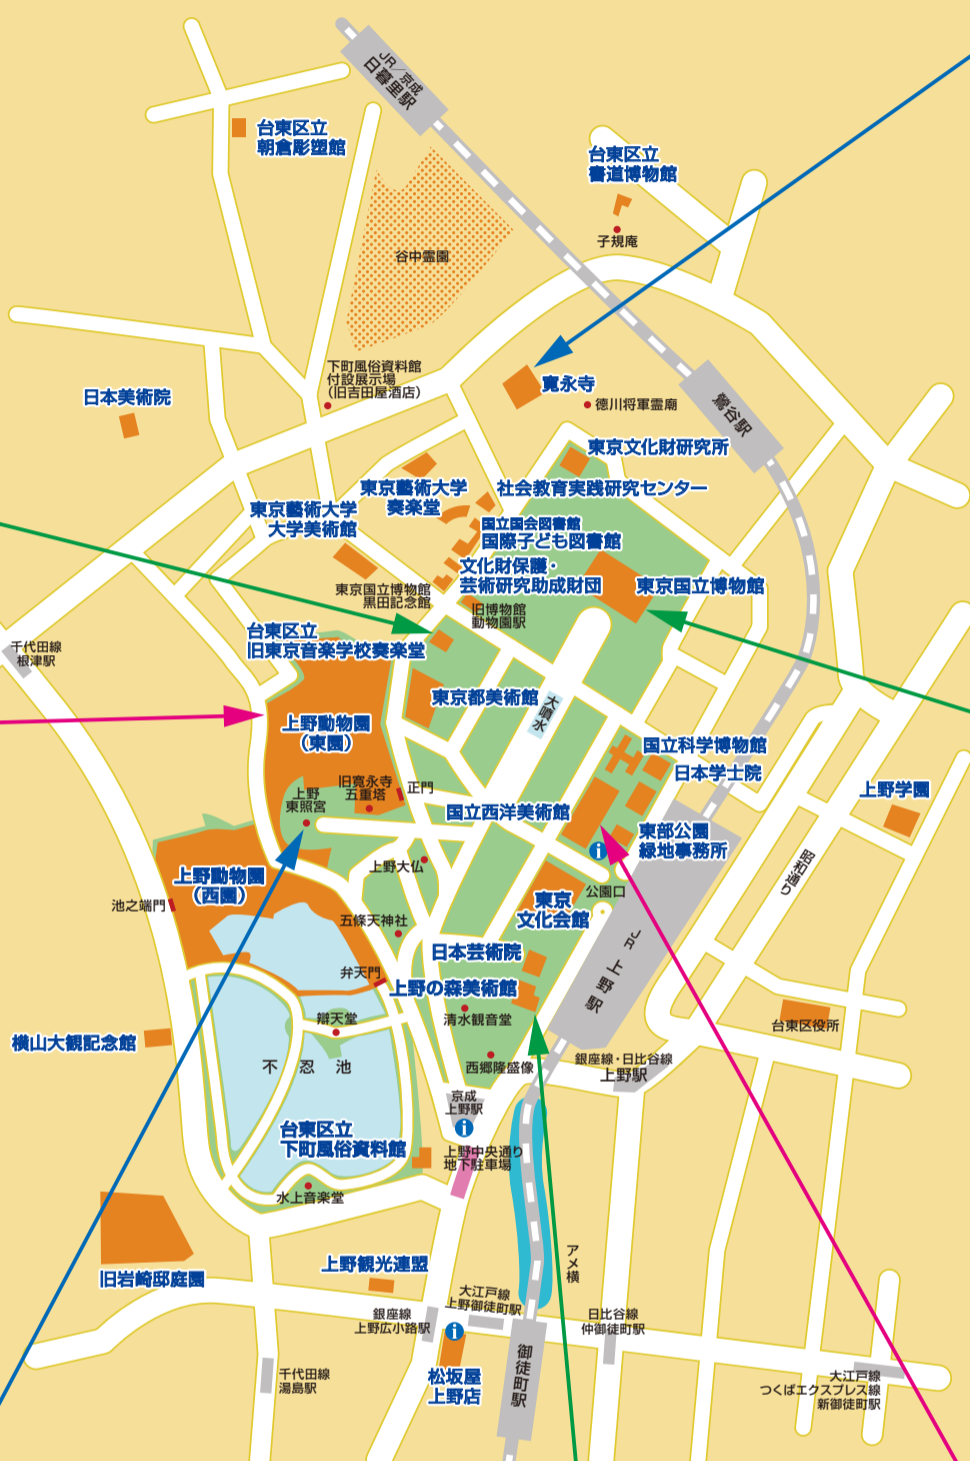 JR／京成
日暮里駅
台東区立
朝倉彫塑館
台東区立
書道博物館
子規庵
谷中霊園
下町風俗資料館
付設展示場
（旧吉田屋酒店）
日本美術院
寛永寺
徳川将軍霊廟
鶯谷駅
東京文化財研究所
東京藝術大学
奏楽堂
社会教育実践研究センター
東京藝術大学
大学美術館
国立国会図書館
国際子ども図書館
文化財保護・
芸術研究助成財団
東京国立博物館
東京国立博物館
黒田記念館
旧博物館
動物園駅
台東区立
旧東京音楽学校奏楽堂
千代田線
根津駅
東京都美術館
大噴水
上野動物園
（東園）
国立科学博物館
日本学士院
旧寛永寺
五重塔
正門
上野
東照宮
国立西洋美術館
上野学園
東部公園
緑地事務所
昭和通り
上野大仏
上野動物園
（西園）
公園口
池之端門
東京
文化会館
五條天神社
JR 上野駅
日本芸術院
弁天門
上野の森美術館
清水観音堂
辯天堂
台東区役所
横山大観記念館
不忍池
西郷隆盛像
銀座線・日比谷線
上野駅
京成
上野駅
台東区立
下町風俗資料館
上野中央通り
地下駐車場
水上音楽堂
旧岩崎邸庭園
上野観光連盟
アメ横
大江戸線
上野御徒町駅
銀座線
上野広小路駅
日比谷線
仲御徒町駅
御徒町駅
千代田線
湯島駅
松坂屋
上野店
大江戸線
つくばエクスプレス線
新御徒町駅